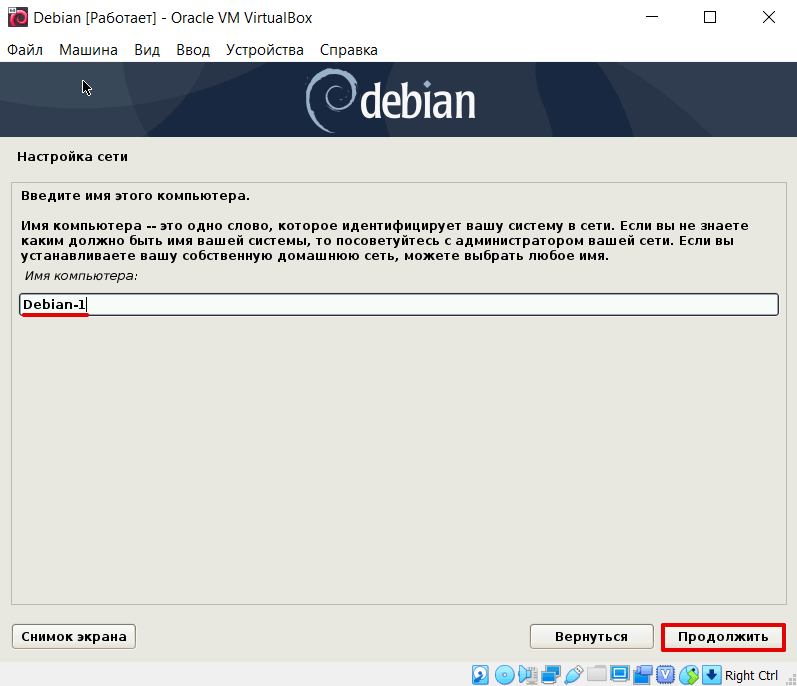 Debian [Работает] - Oracle VM VirtualBox
Файл Машина Вид Ввод Устройства Справка
debian
Настройка сети
Введите имя этого компьютера.
Имя компьютера -- это одно слово, которое идентифицирует вашу систему в сети. Если вы не знаете
каким должно быть имя вашей системы, то посоветуйтесь с администратором вашей сети. Если вы
устанавливаете вашу собственную домашнюю сеть, можете выбрать любое имя.
Имя компьютера:
Debian-1
Снимок экрана Вернуться Продолжить
Right Ctrl